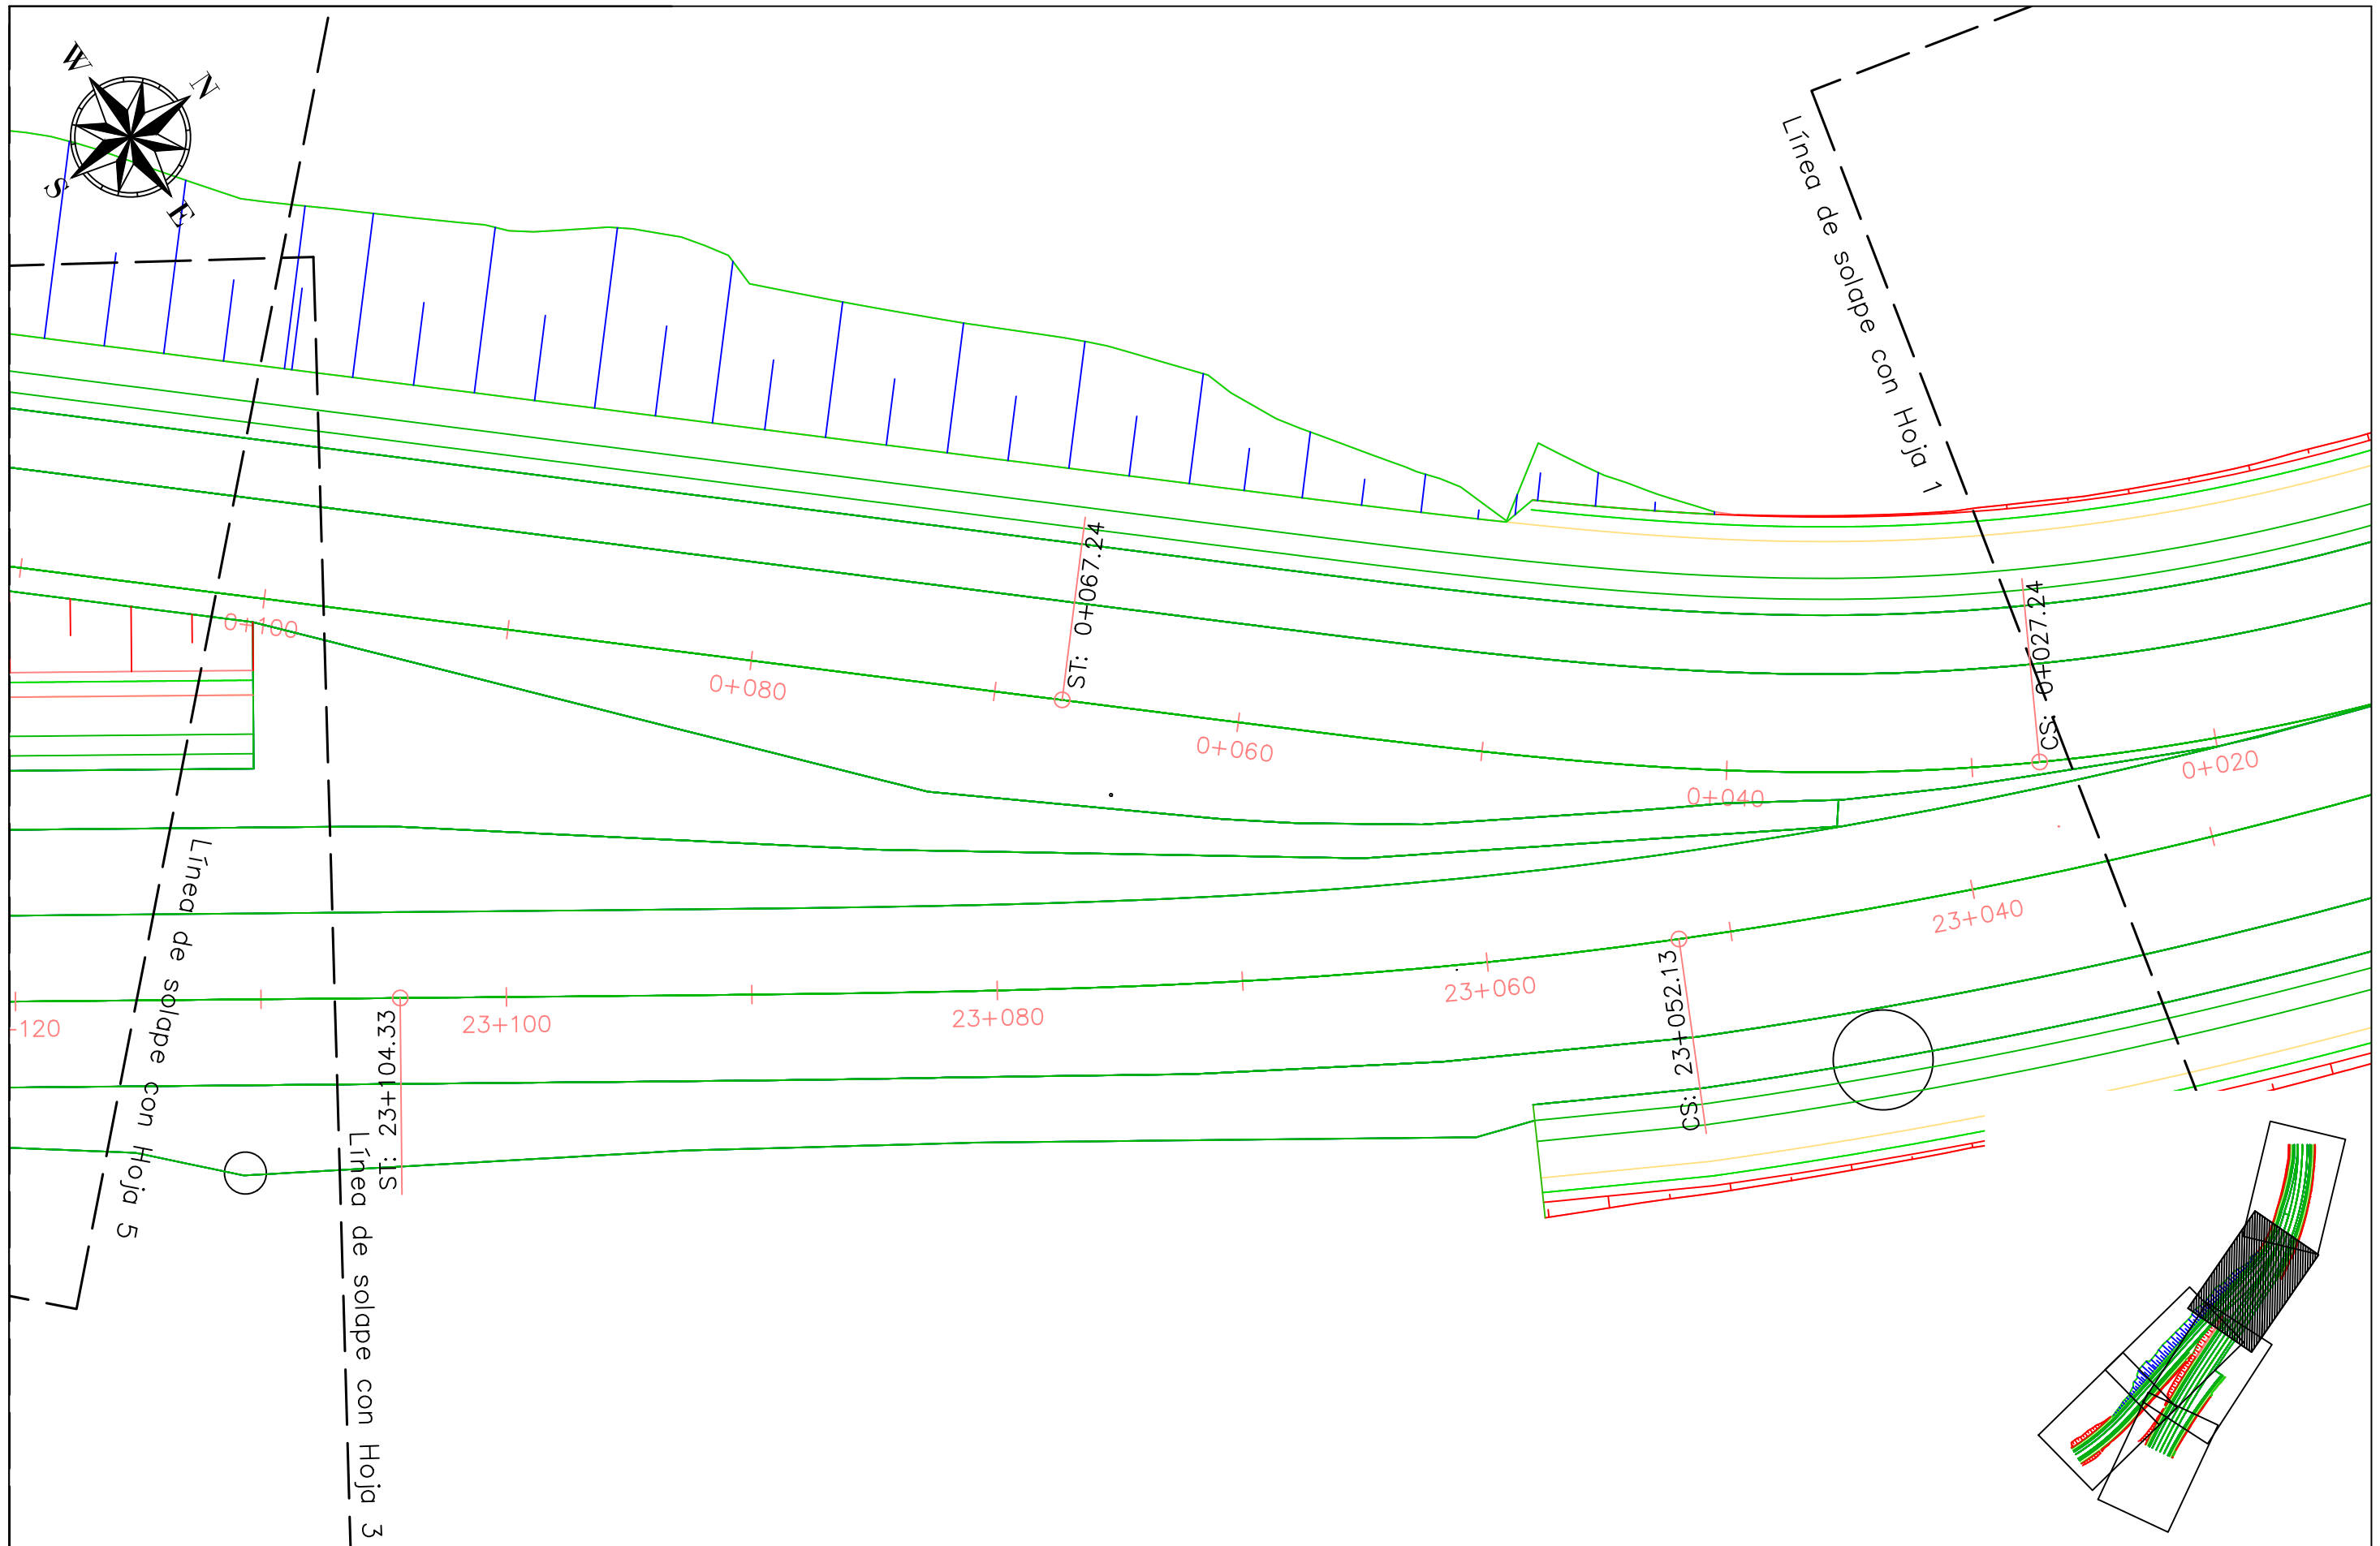 W
N
S
E
Línea de solape con Hoja 1
ST: 0+067.24
CS: 0+027.24
0+100
0+080
0+060
0+040
0+020
23+040
23+060
23+080
23+100
-120
CS: 23+052.13
ST: 23+104.33
Línea de solape con Hoja 5
Línea de solape con Hoja 3